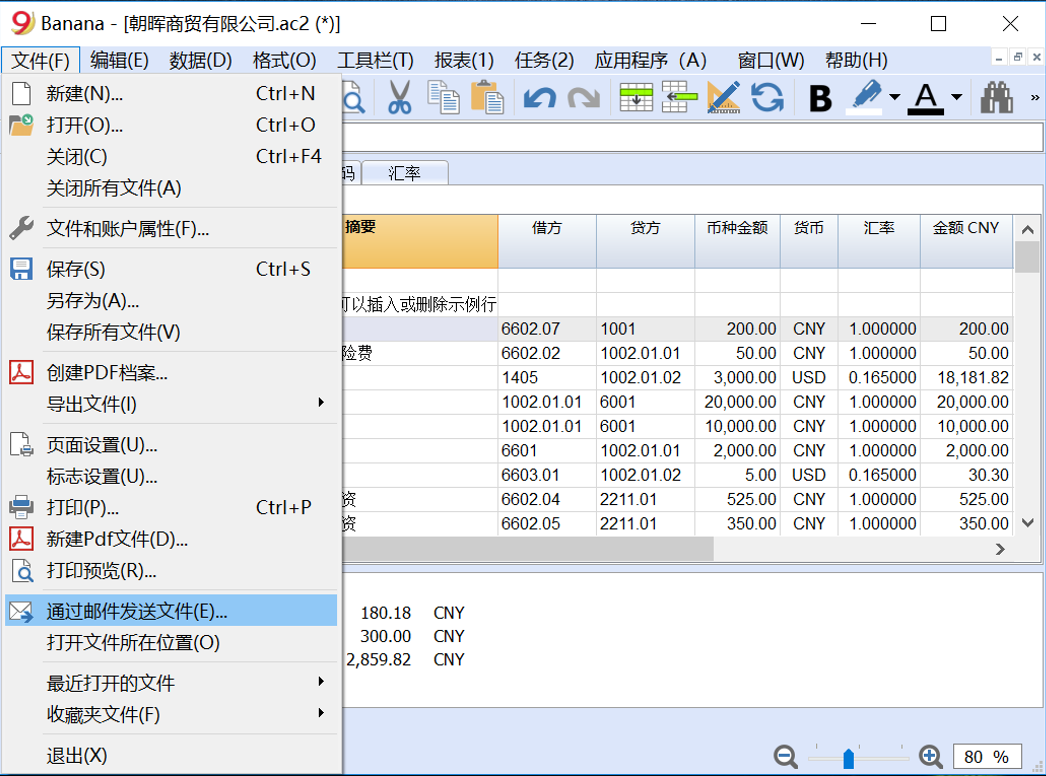 Banana - [朝晖商贸有限公司.ac2 (*)]
文件(F) 编辑(E) 数据(D) 格式(O) 工具栏(T) 报表(1) 任务(2) 应用程序（A） 窗口(W) 帮助(H)
B A
码 汇率
新建(N)... Ctrl+N
打开(O)... Ctrl+O
关闭(C) Ctrl+F4
关闭所有文件(A)
文件和账户属性(F)...
保存(S) Ctrl+S
另存为(A)...
保存所有文件(V)
创建PDF档案...
导出文件(I)
页面设置(U)...
标志设置(U)...
打印(P)... Ctrl+P
新建Pdf文件(D)...
打印预览(R)...
通过邮件发送文件(E)...
打开文件所在位置(O)
最近打开的文件
收藏夹文件(F)
退出(X)
摘要 借方 贷方 币种金额 货币 汇率 金额 CNY
可以插入或删除示例行
6602.07 1001 200.00 CNY 1.000000 200.00
险费 6602.02 1002.01.01 50.00 CNY 1.000000 50.00
1405 1002.01.02 3,000.00 USD 0.165000 18,181.82
1002.01.01 6001 20,000.00 CNY 1.000000 20,000.00
1002.01.01 6001 10,000.00 CNY 1.000000 10,000.00
6601 1002.01.01 2,000.00 CNY 1.000000 2,000.00
6603.01 1002.01.02 5.00 USD 0.165000 30.30
资 6602.04 2211.01 525.00 CNY 1.000000 525.00
资 6602.05 2211.01 350.00 CNY 1.000000 350.00
180.18 CNY
300.00 CNY
2,859.82 CNY
80 %